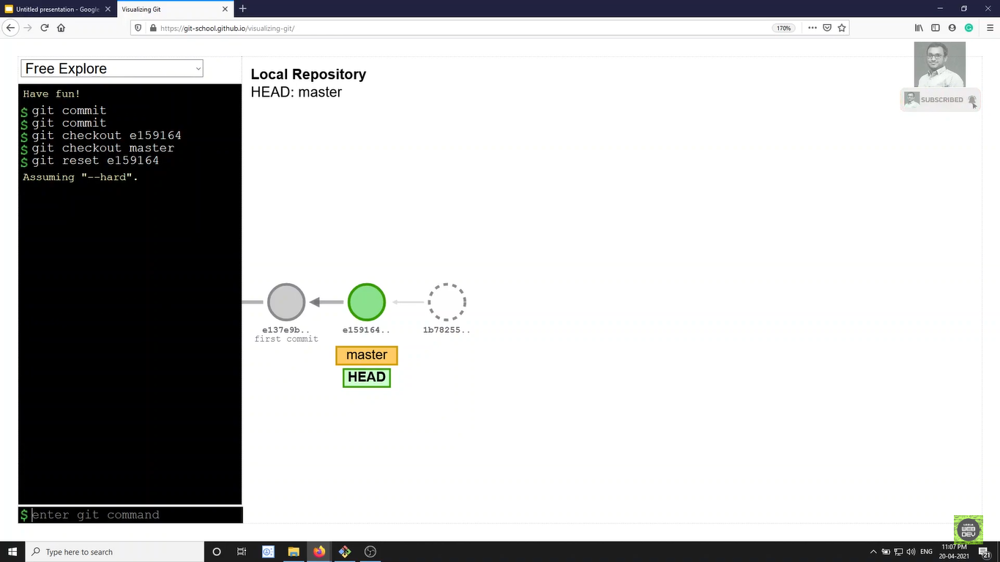 Untitled presentation - Google
Visualizing Git
https://git-school.github.io/visualizing-git/
170%
Free Explore
Have fun!
$ git commit
$ git commit
$ git checkout e159164
$ git checkout master
$ git reset e159164
Assuming "--hard".
$ enter git command
Local Repository
HEAD: master
e137e9b..
first commit
e159164..
1b78255..
master
HEAD
SUBSCRIBED
WEB
DEV
Type here to search
ENG
11:07 PM
20-04-2021
21